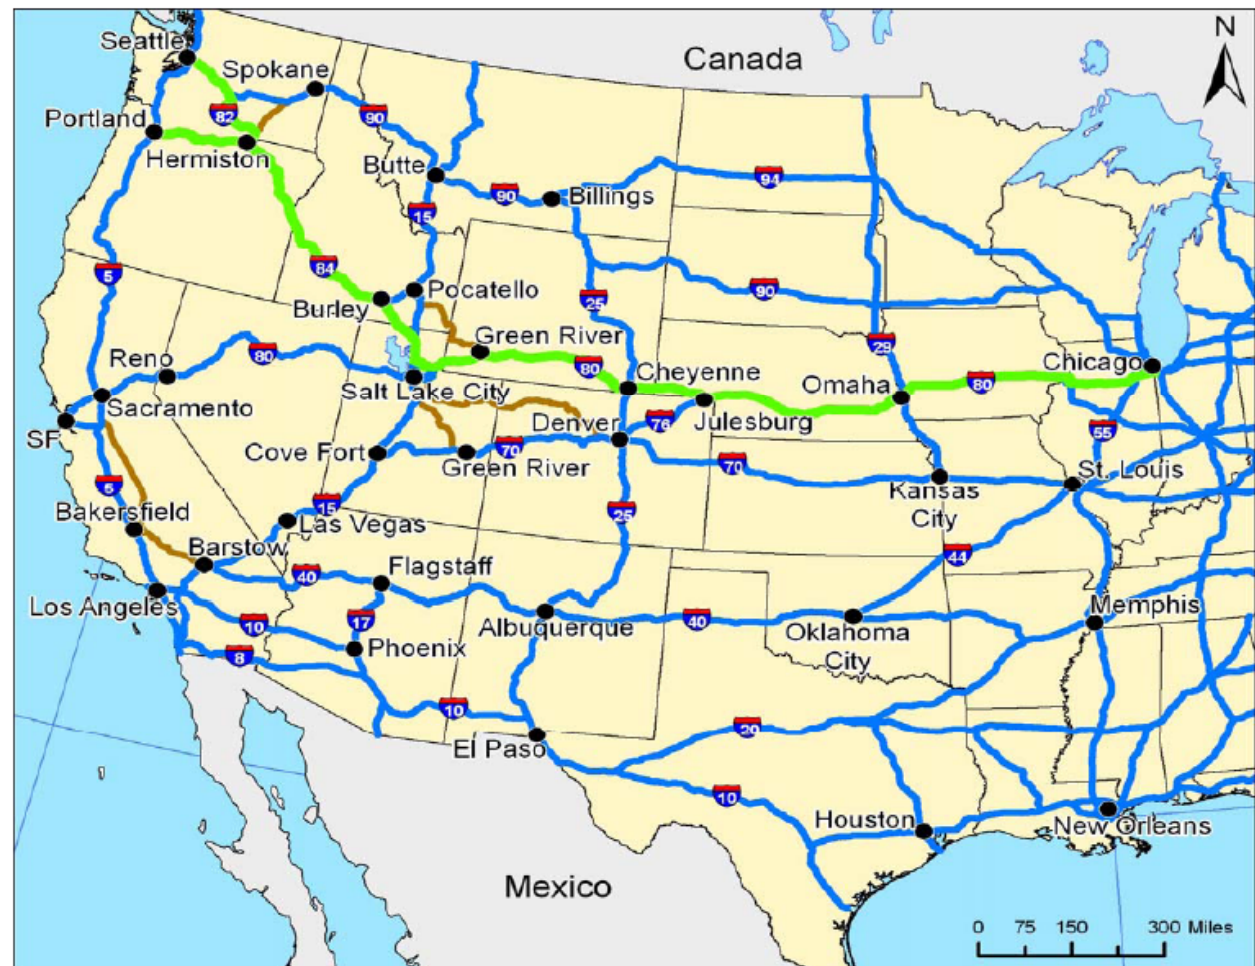 Canada
N
Seattle
Spokane
82
90
Portland
Hermiston
Butte
90
Billings
94
15
5
84
Burley
Pocatello
25
90
Green River
Reno
80
80
29
Chicago
Cheyenne
Omaha
80
Salt Lake City
Sacramento
SF
Denver
76
Julesburg
55
Cove Fort
70
Green River
70
St. Louis
Kansas
City
5
15
Bakersfield
Las Vegas
25
Barstow
44
40
Flagstaff
Los Angeles
Memphis
10
17
Albuquerque
40
Oklahoma
City
8
Phoenix
10
20
El Paso
10
Houston
New Orleans
Mexico
0 75 150 300 Miles